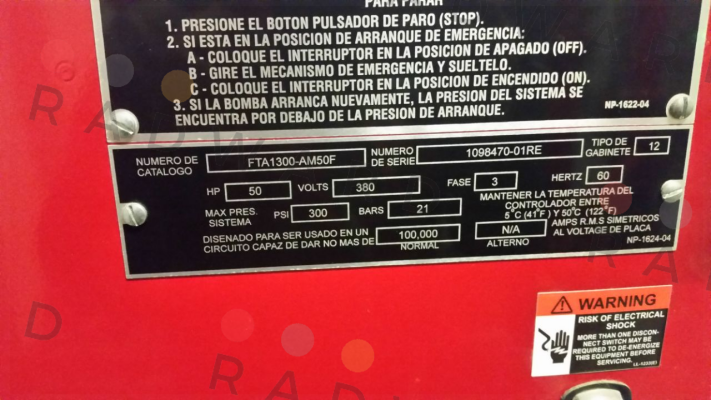 PARA PARAR
1. PRESIONE EL BOTON PULSADOR DE PARO (STOP).
2. SI ESTA EN LA POSICION DE ARRANQUE DE EMERGENCIA:
A - COLOQUE EL INTERRUPTOR EN LA POSICION DE APAGADO (OFF).
B - GIRE EL MECANISMO DE EMERGENCIA Y SUELTELO.
C - COLOQUE EL INTERRUPTOR EN LA POSICION DE ENCENDIDO (ON).
3. SI LA BOMBA ARRANCA NUEVAMENTE, LA PRESION DEL SISTEMA SE
ENCUENTRA POR DEBAJO DE LA PRESION DE ARRANQUE.
NP-1622-04
NUMERO DE CATALOGO FTA1300-AM50F NUMERO DE SERIE 1098470-01RE TIPO DE GABINETE 12
HP 50 VOLTS 380 FASE 3 HERTZ 60
MAX PRES. SISTEMA PSI 300 BARS 21
MANTENER LA TEMPERATURA DEL
CONTROLADOR ENTRE
5°C (41°F) Y 50°C (122°F)
DISENADO PARA SER USADO EN UN
CIRCUITO CAPAZ DE DAR NO MAS DE
100,000
NORMAL
N/A
ALTERNO
AMPS R.M.S SIMETRICOS
AL VOLTAGE DE PLACA
NP-1624-04
WARNING
RISK OF ELECTRICAL
SHOCK
MORE THAN ONE DISCON-
NECT SWITCH MAY BE
REQUIRED TO DE-ENERGIZE
THIS EQUIPMENT BEFORE
SERVICING.